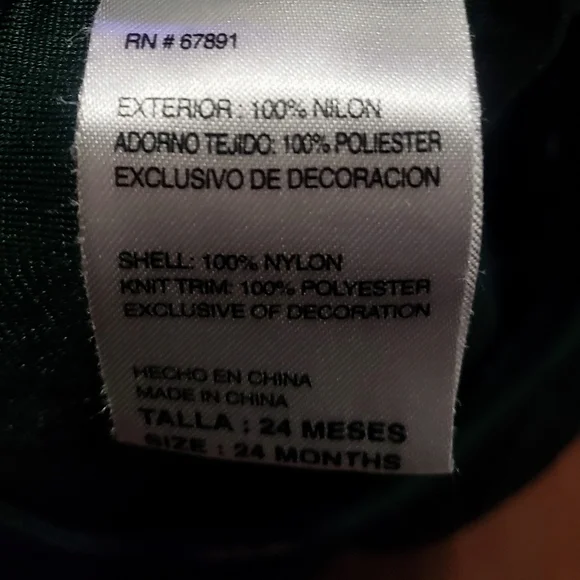 RN # 67891
EXTERIOR : 100% NILON
ADORNO TEJIDO: 100% POLIESTER
EXCLUSIVO DE DECORACION
SHELL: 100% NYLON
KNIT TRIM: 100% POLYESTER
EXCLUSIVE OF DECORATION
HECHO EN CHINA
MADE IN CHINA
TALLA : 24 MESES
SIZE : 24 MONTHS